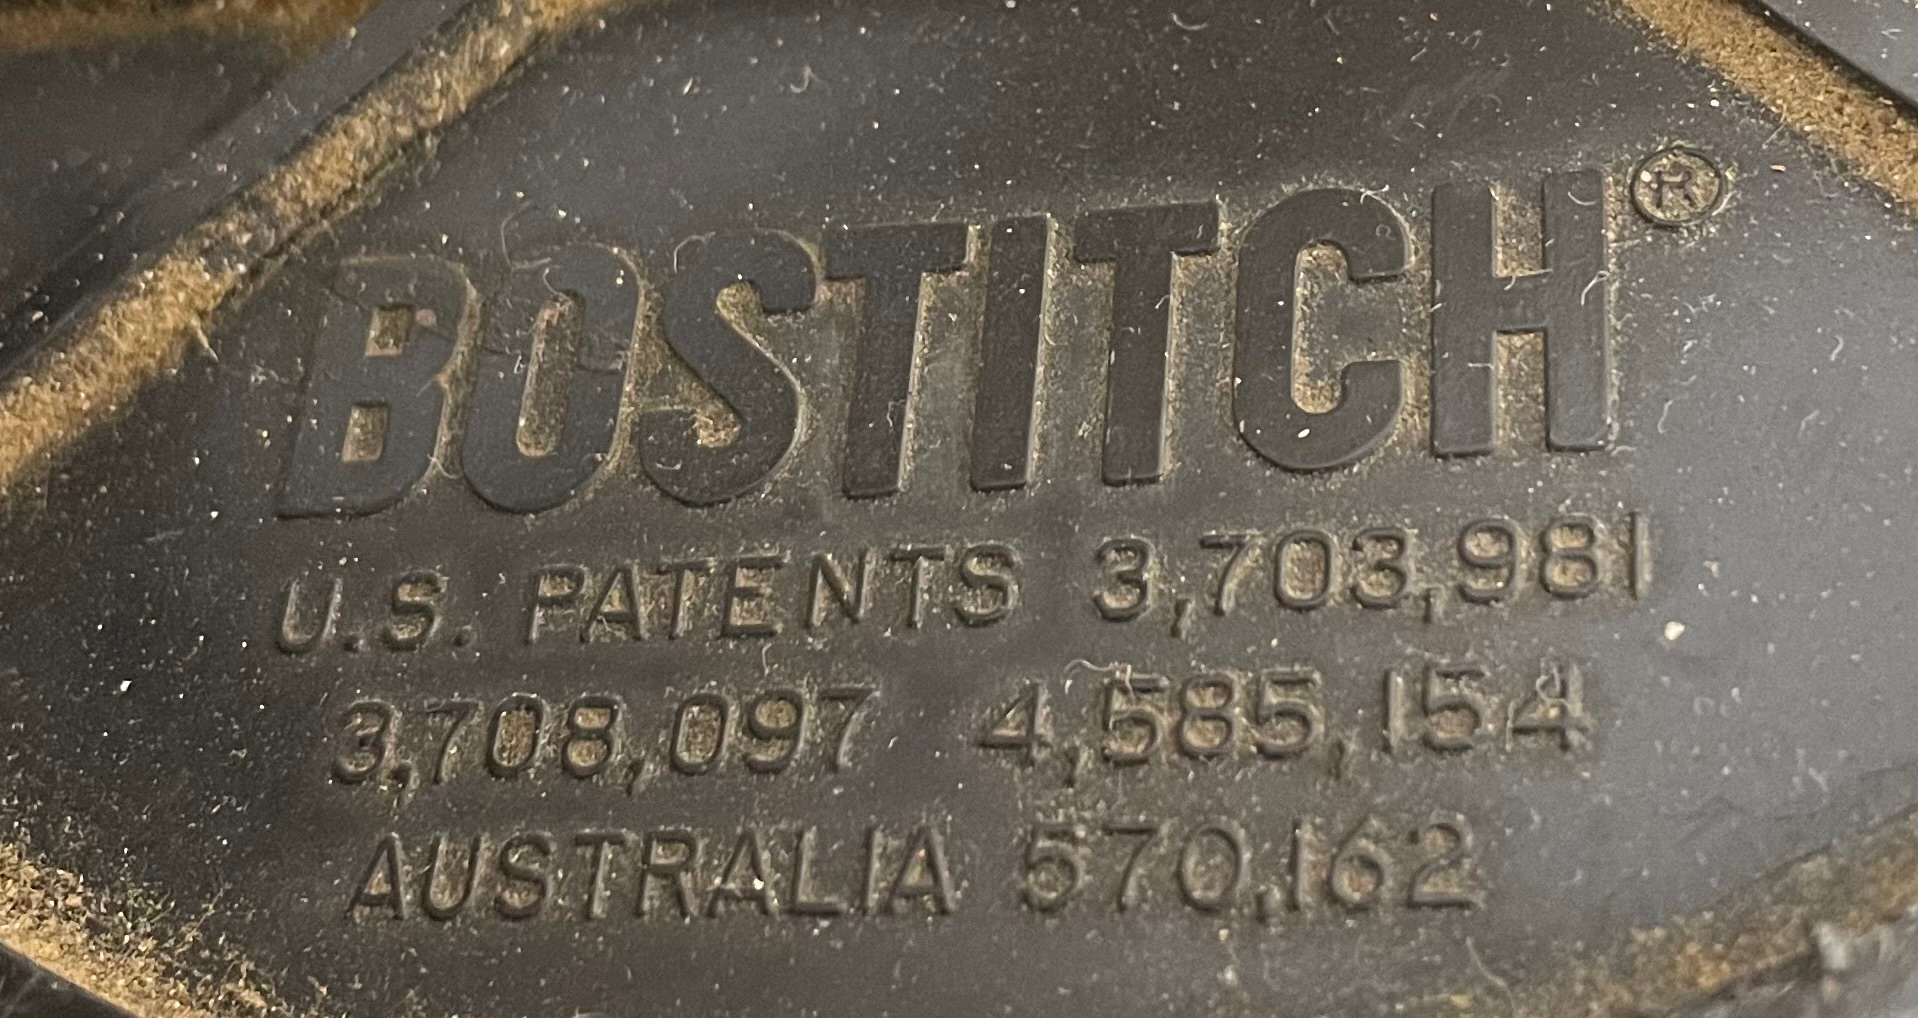 BOSTITCH®
U.S. PATENTS 3,703,981
3,708,097 4,585,154
AUSTRALIA 570,162